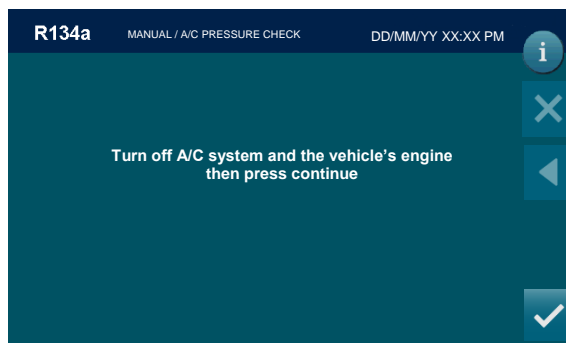 R134a MANUAL / A/C PRESSURE CHECK DD/MM/YY XX:XX PM
i
Turn off A/C system and the vehicle’s engine
then press continue